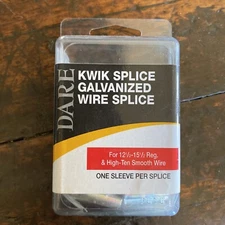 DARE
KWIK SPLICE
GALVANIZED
WIRE SPLICE
For 12½-15½ Reg.
& High-Ten Smooth Wire
ONE SLEEVE PER SPLICE